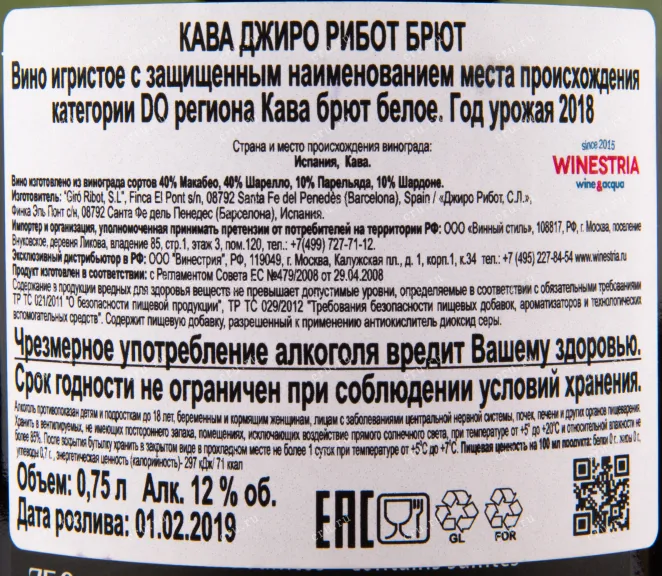 КАВА ДЖИРО РИБОТ БРЮТ
Вино игристое с защищенным наименованием места происхождения
категории DO региона Кава брют белое. Год урожая 2018
Страна и место происхождения винограда:
Испания, Кава.
since 2015
WINESTRIA
wine&acqua
Вино изготовлено из винограда сортов 40% Макабео, 40% Шарелло, 10% Парельяда, 10% Шардоне.
Изготовитель: "Giró Ribot, S.L", Finca El Pont s/n, 08792 Santa Fe del Penedès (Barcelona), Spain / «Джиро Рибот, С.Л.»,
Финка Эль Понт с/н, 08792 Санта Фе дель Пенедес (Барселона), Испания.
Импортер и организация, уполномоченная принимать претензии от потребителей на территории РФ: ООО «Винный стиль», 108817, РФ, г. Москва, поселение
Внуковское, деревня Ликова, владение 85, стр.1, этаж 3, пом.120, тел.: +7(499) 727-71-12.
Эксклюзивный дистрибьютор в РФ: ООО "Винестрия", РФ, 119049, г. Москва, Калужская пл., д. 1, корп.1, к.34 тел.: +7 (495) 227-84-54 www.winestria.ru
Продукт изготовлен в соответствии: с Регламентом Совета ЕС №479/2008 от 29.04.2008
Содержание в продукции вредных для здоровья веществ не превышает допустимые уровни, определяемые в соответствии с обязательными требованиями
ТР ТС 021/2011 "О безопасности пищевой продукции", ТР ТС 029/2012 "Требования безопасности пищевых добавок, ароматизаторов и технологических
вспомогательных средств". Содержит пищевую добавку, разрешенный к применению антиокислитель диоксид серы.
Чрезмерное употребление алкоголя вредит Вашему здоровью.
Срок годности не ограничен при соблюдении условий хранения.
Алкоголь противопоказан детям и подросткам до 18 лет, беременным и кормящим женщинам, лицам с заболеваниями центральной нервной системы, почек, печени и других органов пищеварения.
Хранить в вентилируемых, не имеющих постороннего запаха, помещениях, исключающих воздействие прямого солнечного света, при температуре от +5° до +20°С и относительной влажности не
более 85%. После вскрытия бутылку хранить в закрытом виде в прохладном месте не более 1 суток при температуре от +5°С до +7°С. Пищевая ценность на 100 мл продукта: белки 0 г, жиры 0 г,
углеводы 0,7 г., энергетическая ценность (калорийность)- 297 кДж/ 71 ккал
Объем: 0,75 л Алк. 12 % об.
Дата розлива: 01.02.2019
EAC
GL
FOR